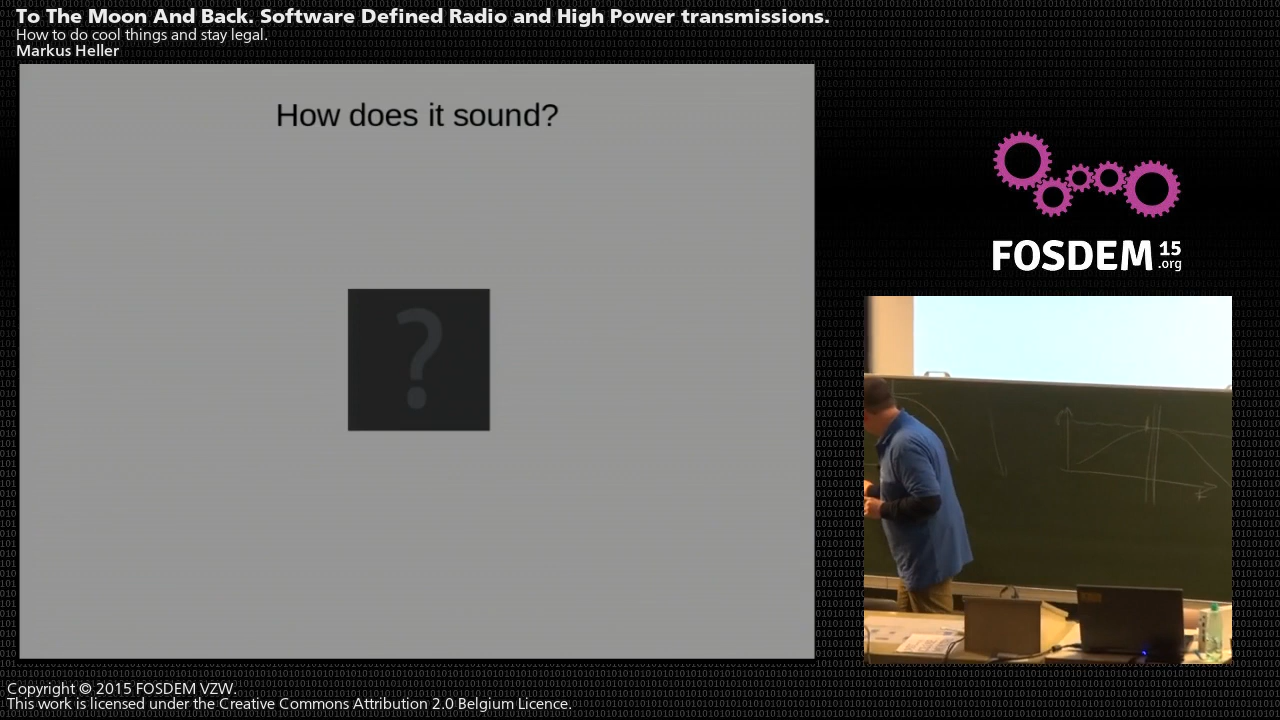 To The Moon And Back. Software Defined Radio and High Power transmissions.
How to do cool things and stay legal.
Markus Heller
How does it sound?
?
FOSDEM 15
.org
Copyright © 2015 FOSDEM VZW.
This work is licensed under the Creative Commons Attribution 2.0 Belgium Licence.